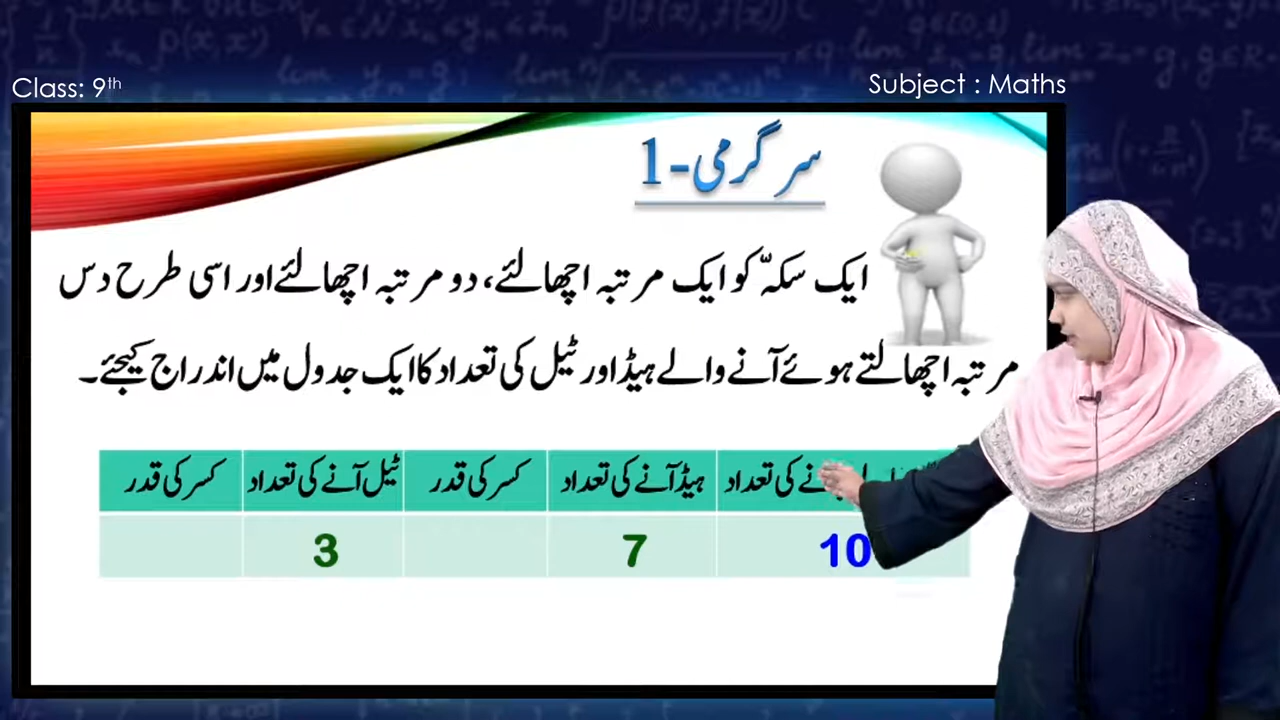 Class: 9th
Subject : Maths
سرگرمی-1
ایک سکہّ کو ایک مرتبہ اچھالئے، دو مرتبہ اچھالئے اور اسی طرح دس
مرتبہ اچھالتے ہوئے آنے والے ہیڈ اور ٹیل کی تعداد کا ایک جدول میں اندراج کیجئے۔
کی تعداد ہیڈ آنے کی تعداد کسر کی قدر ٹیل آنے کی تعداد کسر کی قدر
10 7 3